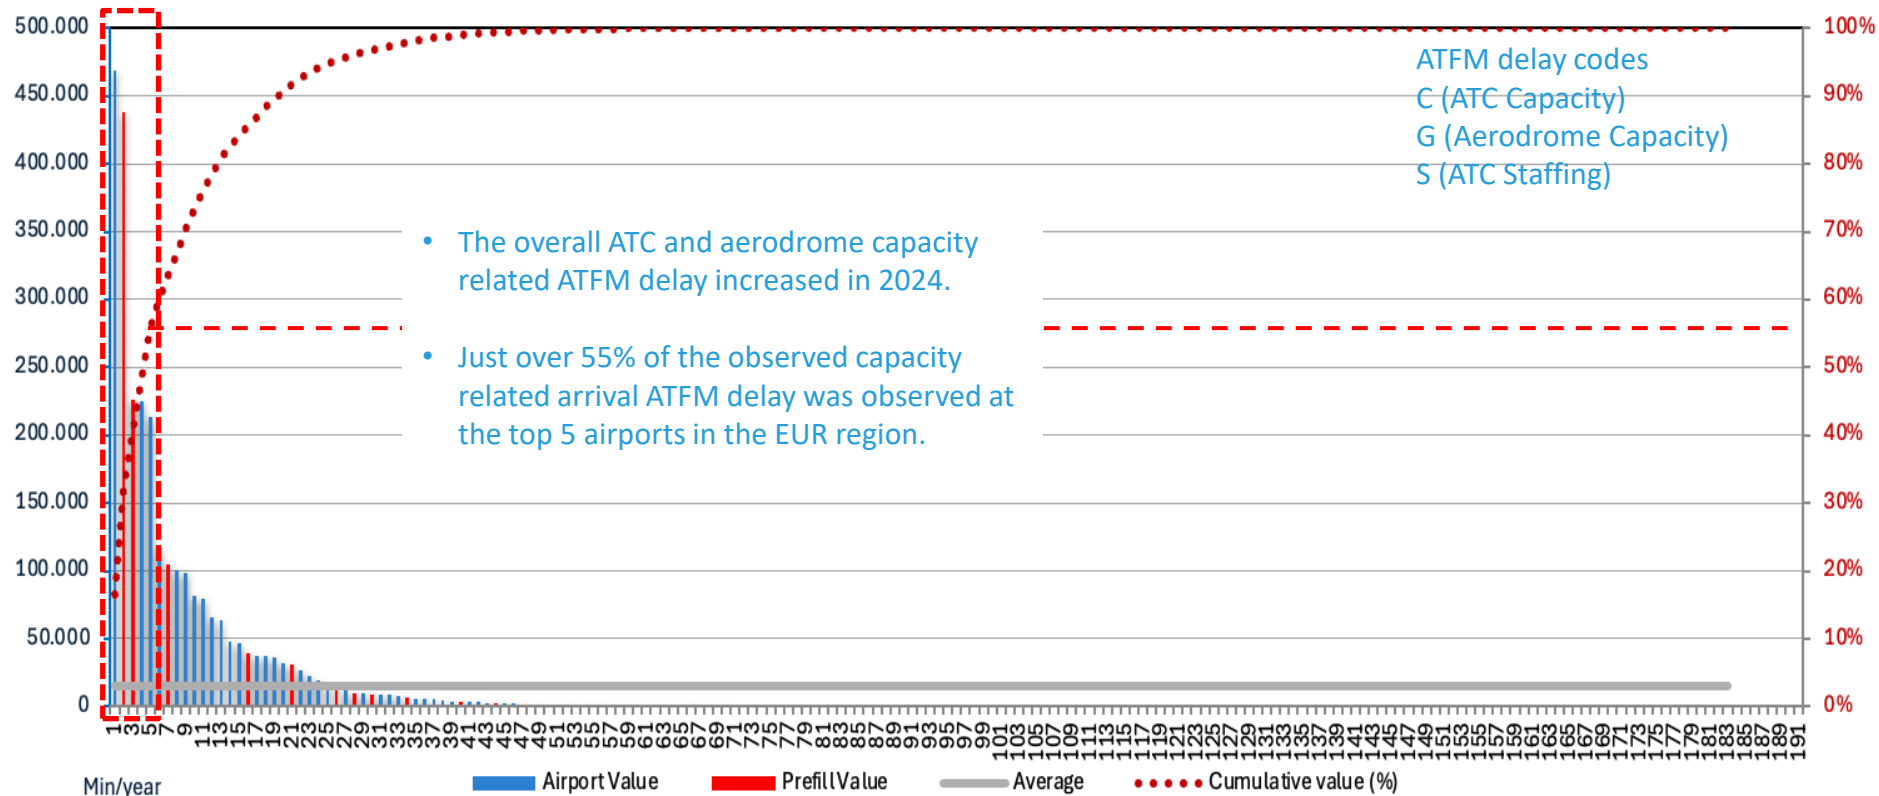 500.000
450.000
400.000
350.000
300.000
250.000
200.000
150.000
100.000
50.000
0
100%
90%
80%
70%
60%
50%
40%
30%
20%
10%
0%
ATFM delay codes
C (ATC Capacity)
G (Aerodrome Capacity)
S (ATC Staffing)
• The overall ATC and aerodrome capacity
related ATFM delay increased in 2024.
• Just over 55% of the observed capacity
related arrival ATFM delay was observed at
the top 5 airports in the EUR region.
1 3 5 7 9 11 13 15 17 19 21 23 25 27 29 31 33 35 37 39 41 43 45 47 49 51 53 55 57 59 61 63 65 67 69 71 73 75 77 79 81 83 85 87 89 91 93 95 97 99 101 103 105 107 109 111 113 115 117 119 121 123 125 127 129 131 133 135 137 139 141 143 145 147 149 151 153 155 157 159 161 163 165 167 169 171 173 175 177 179 181 183 185 187 189 191
Min/year
Airport Value
Prefill Value
Average
Cumulative value (%)